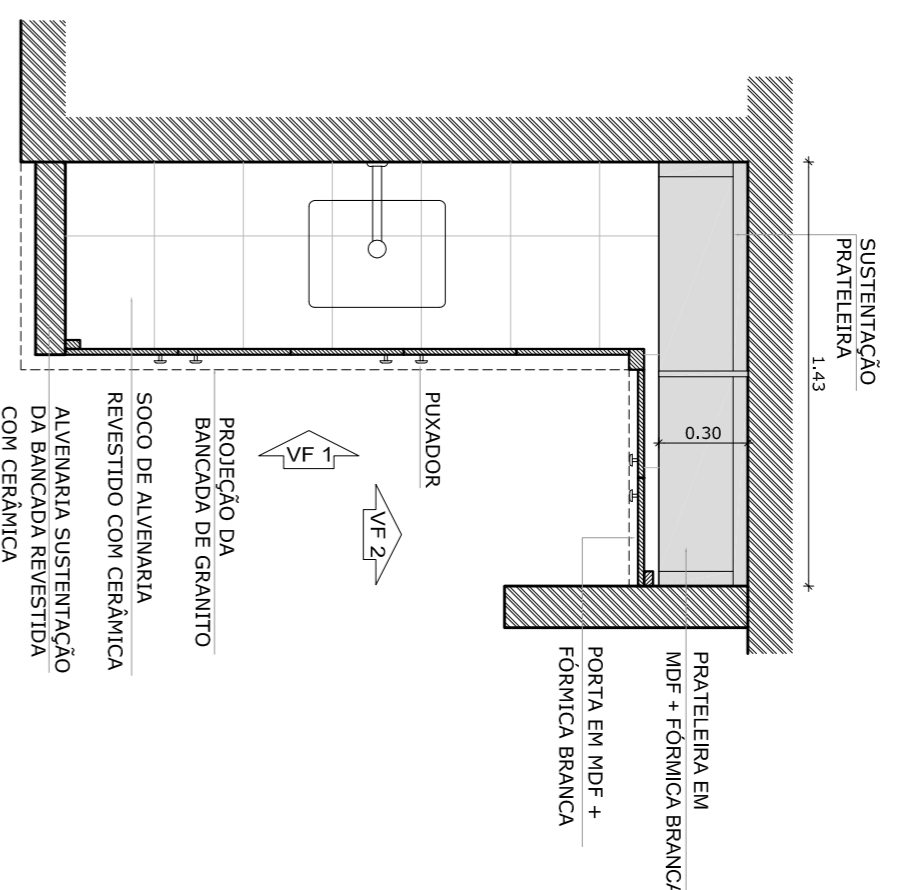 SUSTENTAÇÃO
PRATELEIRA
1.43
0.30
PUXADOR
PROJEÇÃO DA
BANCADA DE GRANITO
SOCO DE ALVENARIA
REVESTIDO COM CERÂMICA
ALVENARIA SUSTENTAÇÃO
DA BANCADA REVESTIDA
COM CERÂMICA
VF 1
VF 2
PRATELEIRA EM
MDF + FÓRMICA BRANCA
PORTA EM MDF +
FÓRMICA BRANCA